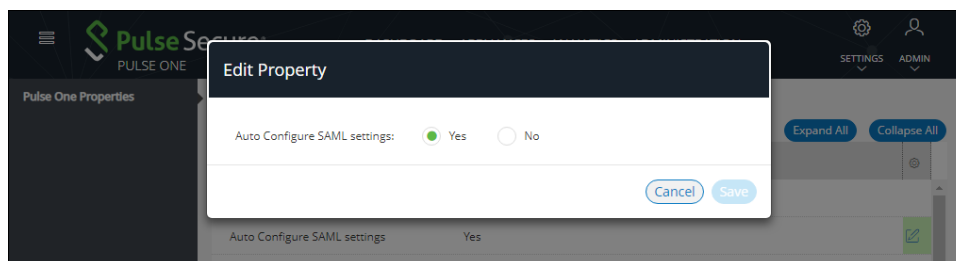 Pulse Secure
PULSE ONE
SETTINGS
ADMIN
Pulse One Properties
Edit Property
Auto Configure SAML settings:
Yes
No
Cancel
Save
Expand All
Collapse All
Auto Configure SAML settings
Yes